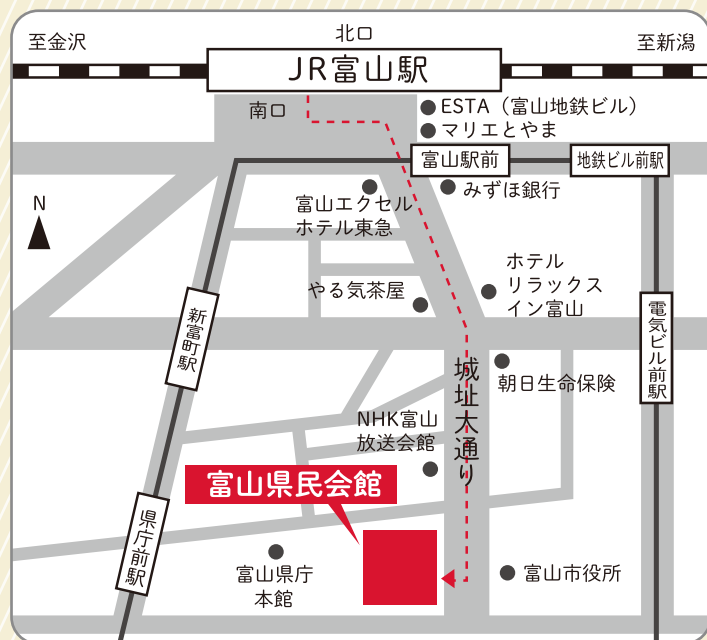 北口
至金沢
至新潟
JR富山駅
南口
ESTA（富山地鉄ビル）
マリエとやま
富山駅前
地鉄ビル前駅
みずほ銀行
富山エクセル
ホテル東急
N
ホテル
リラックス
イン富山
やる気茶屋
新富町駅
電気ビル前駅
朝日生命保険
城址大通り
NHK富山
放送会館
富山県民会館
県庁前駅
富山県庁
本館
富山市役所